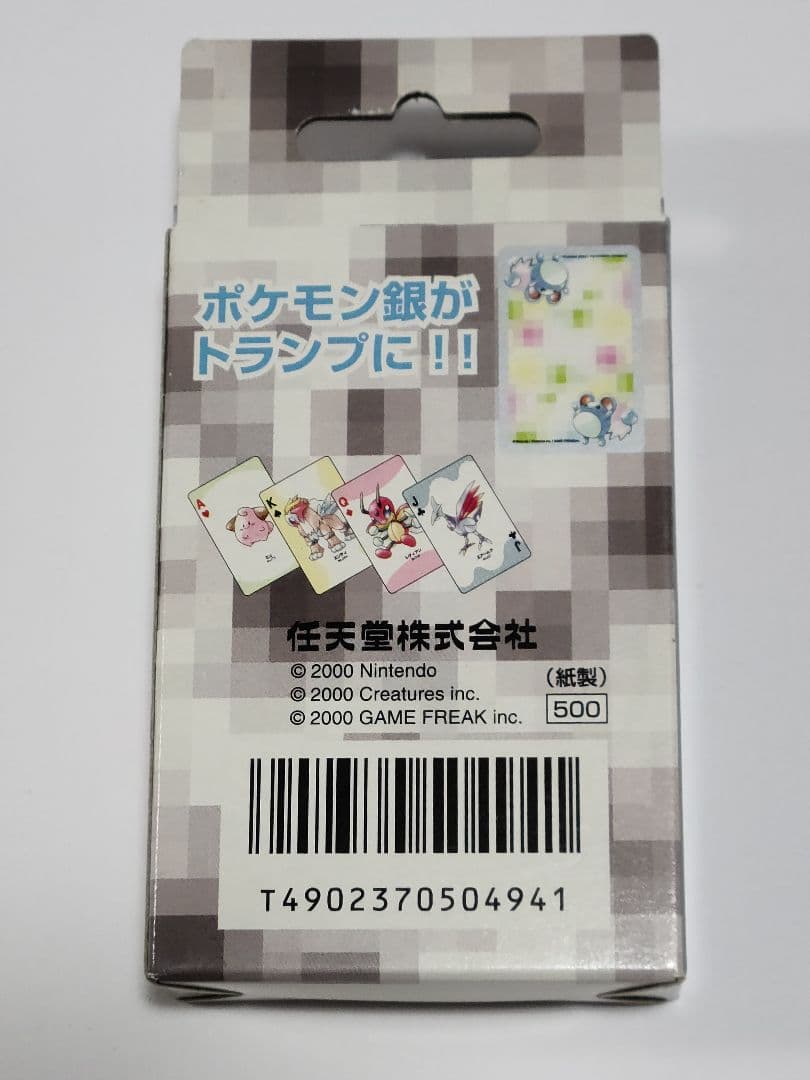 ポケモン銀が
トランプに!!
A
K
Q
J
J
任天堂株式会社
© 2000 Nintendo
© 2000 Creatures inc.
© 2000 GAME FREAK inc.
(紙製)
500
T4902370504941